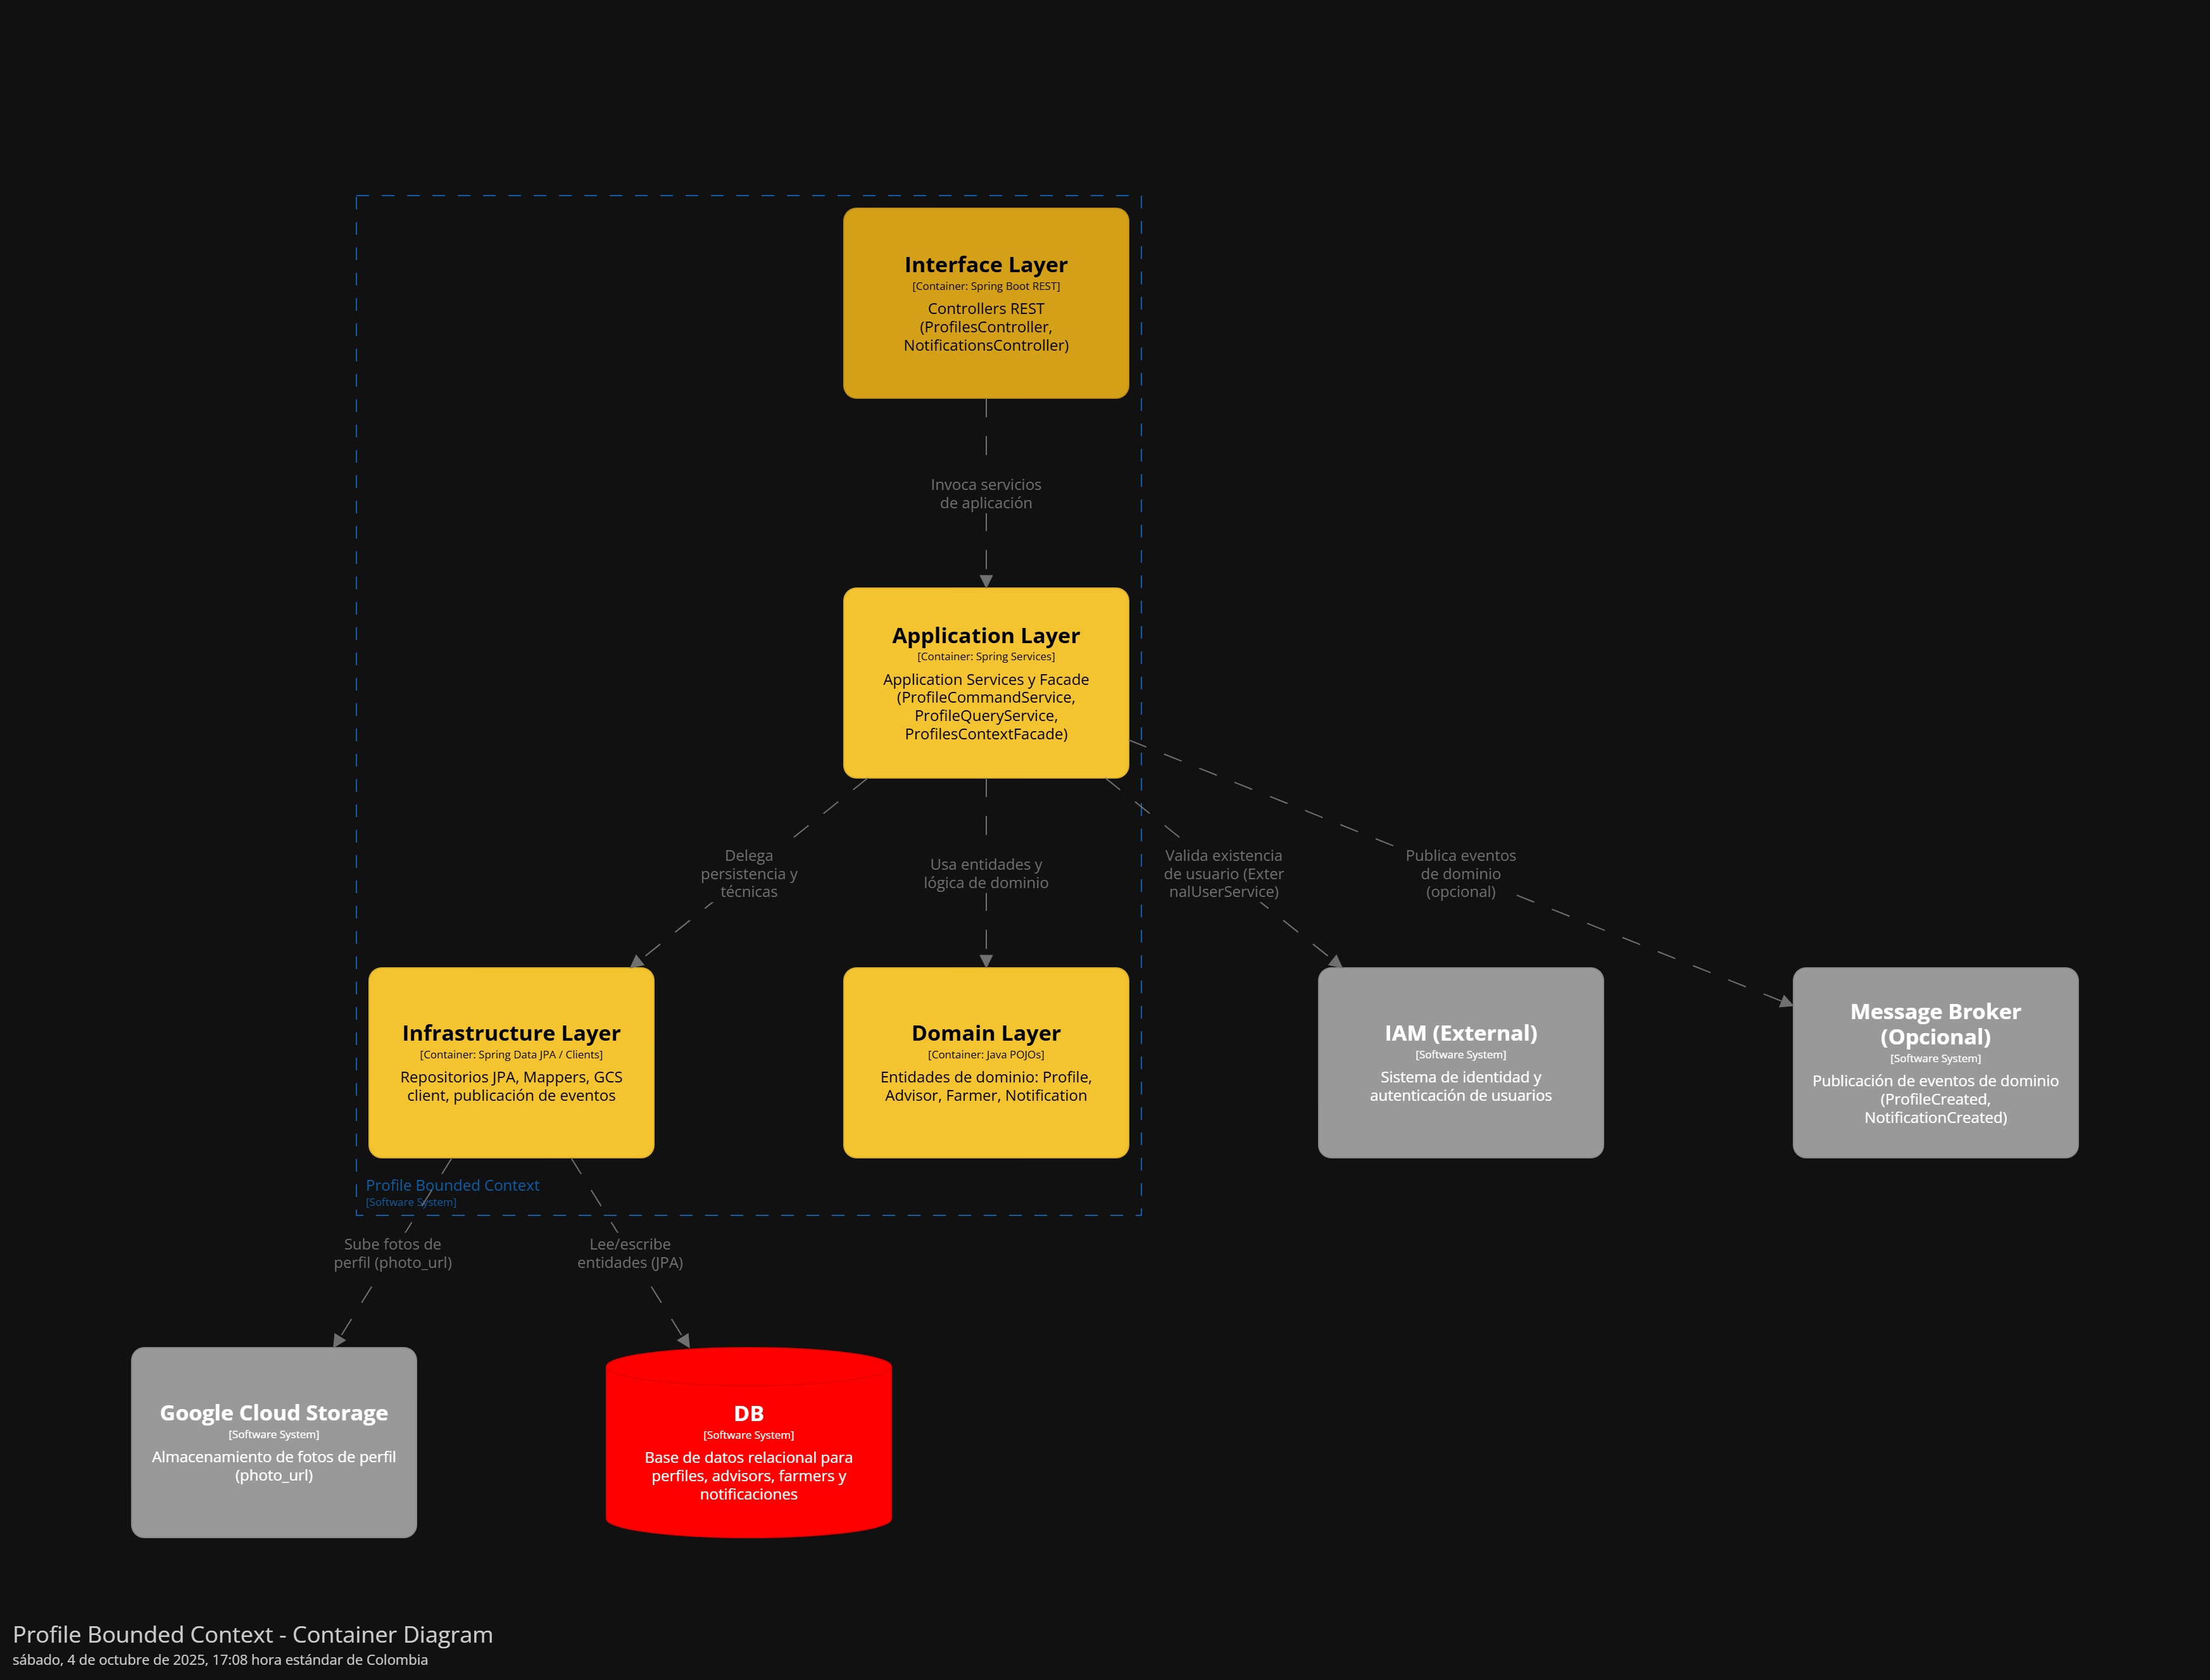 Interface Layer
[Container: Spring Boot REST]
Controllers REST
(ProfilesController,
NotificationsController)
Invoca servicios
de aplicación
Application Layer
[Container: Spring Services]
Application Services y Facade
(ProfileCommandService,
ProfileQueryService,
ProfilesContextFacade)
Delega
persistencia y
técnicas
Usa entidades y
lógica de dominio
Valida existencia
de usuario (Exter
nalUserService)
Publica eventos
de dominio
(opcional)
Infrastructure Layer
[Container: Spring Data JPA / Clients]
Repositorios JPA, Mappers, GCS
client, publicación de eventos
Domain Layer
[Container: Java POJOs]
Entidades de dominio: Profile,
Advisor, Farmer, Notification
IAM (External)
[Software System]
Sistema de identidad y
autenticación de usuarios
Message Broker
(Opcional)
[Software System]
Publicación de eventos de dominio
(ProfileCreated,
NotificationCreated)
Profile Bounded Context
[Software System]
Sube fotos de
perfil (photo_url)
Lee/escribe
entidades (JPA)
Google Cloud Storage
[Software System]
Almacenamiento de fotos de perfil
(photo_url)
DB
[Software System]
Base de datos relacional para
perfiles, advisors, farmers y
notificaciones
Profile Bounded Context - Container Diagram
sábado, 4 de octubre de 2025, 17:08 hora estándar de Colombia